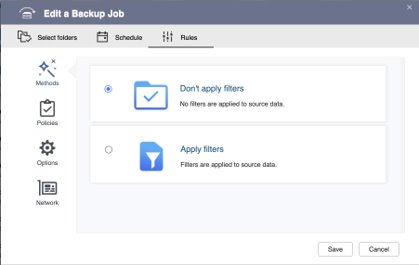 Edit a Backup Job
Select folders
Schedule
Rules
Methods
Don't apply filters
No filters are applied to source data.
Policies
Options
Apply filters
Filters are applied to source data.
Network
Save
Cancel